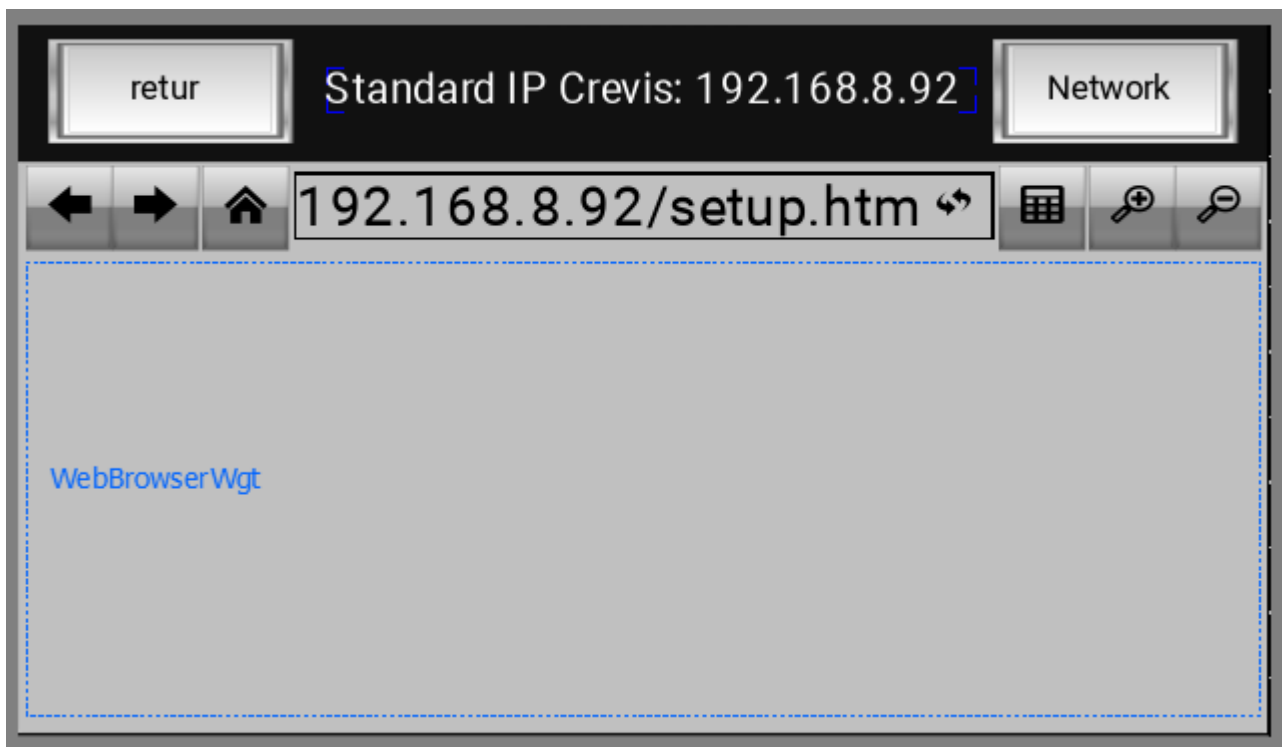 retur
Standard IP Crevis: 192.168.8.92
Network
192.168.8.92/setup.htm
WebBrowserWgt